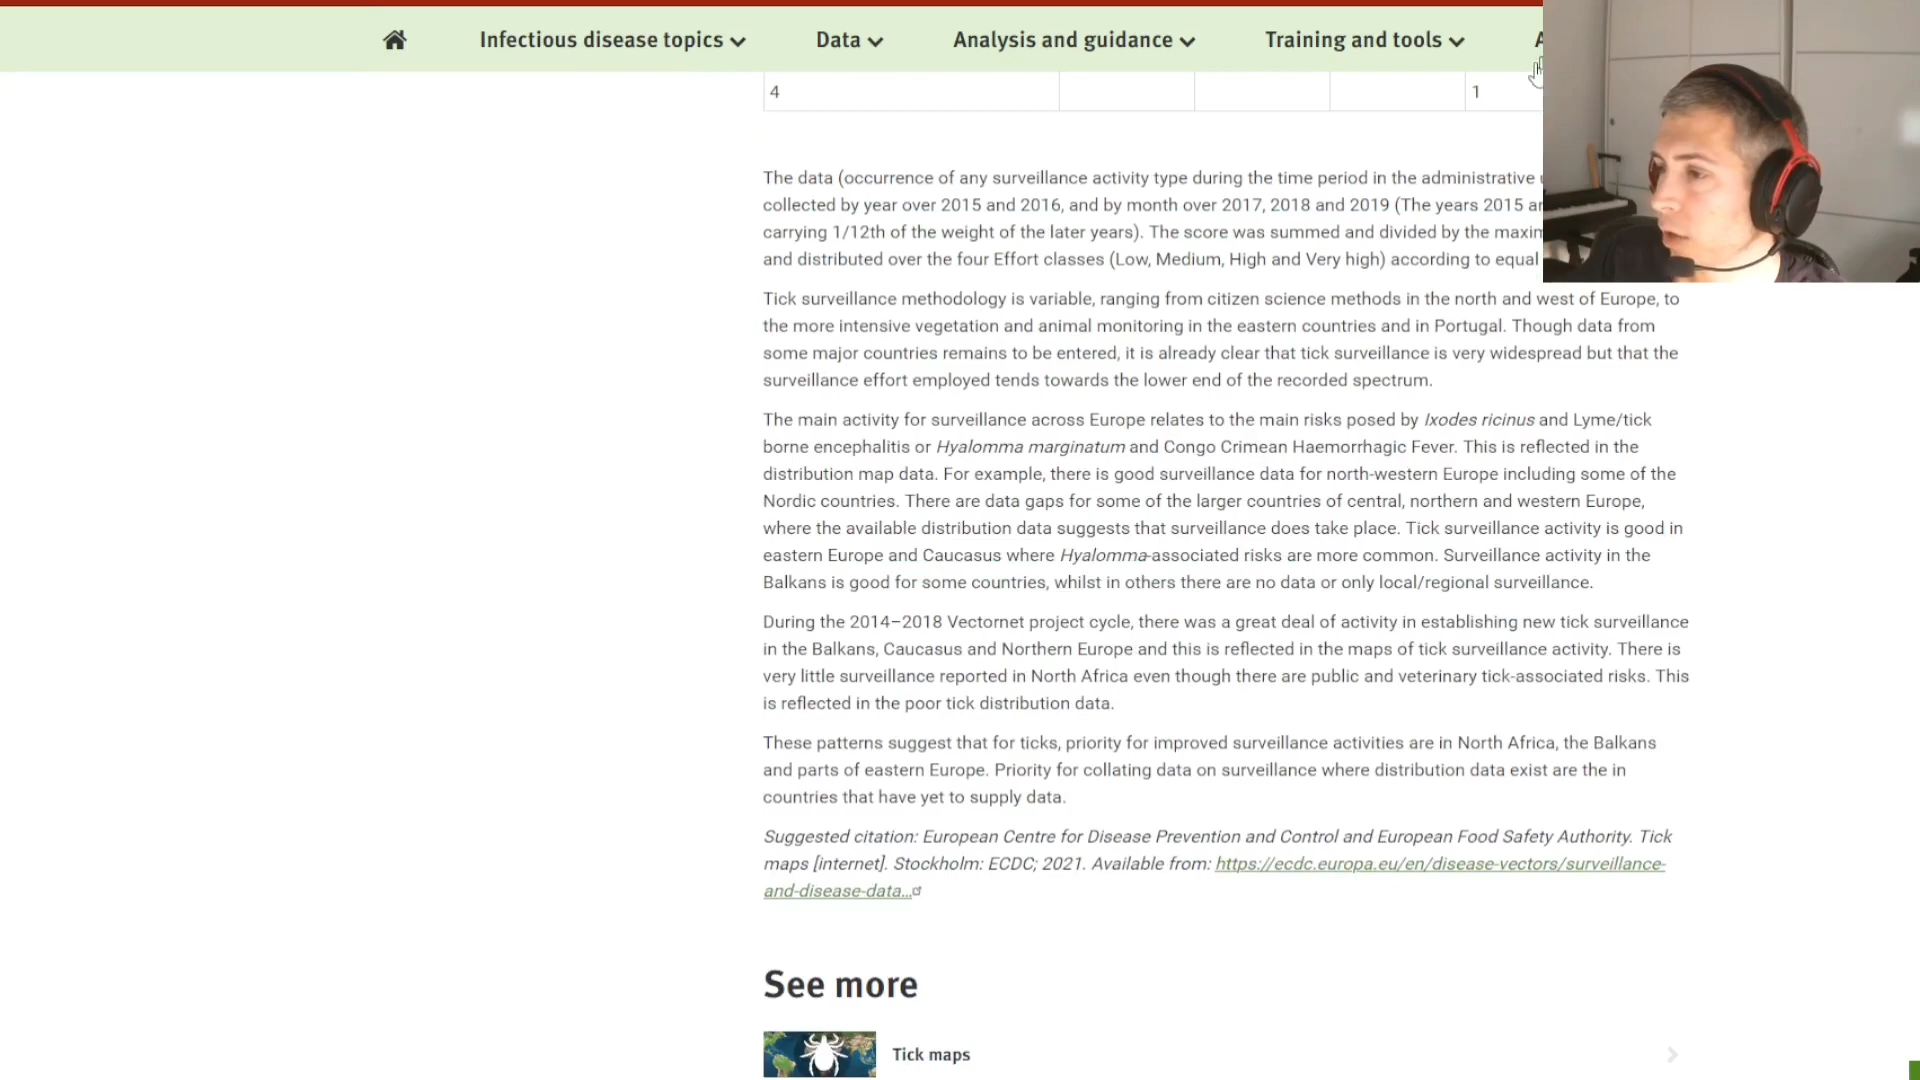 Infectious disease topics
Data
Analysis and guidance
Training and tools
4
1
The data (occurrence of any surveillance activity type during the time period in the administrative
collected by year over 2015 and 2016, and by month over 2017, 2018 and 2019 (The years 2015
carrying 1/12th of the weight of the later years). The score was summed and divided by the
and distributed over the four Effort classes (Low, Medium, High and Very high) according to equal
Tick surveillance methodology is variable, ranging from citizen science methods in the north and west of Europe, to
the more intensive vegetation and animal monitoring in the eastern countries and in Portugal. Though data from
some major countries remains to be entered, it is already clear that tick surveillance is very widespread but that the
surveillance effort employed tends towards the lower end of the recorded spectrum.
The main activity for surveillance across Europe relates to the main risks posed by Ixodes ricinus and Lyme/tick
borne encephalitis or Hyalomma marginatum and Congo Crimean Haemorrhagic Fever. This is reflected in the
distribution map data. For example, there is good surveillance data for north-western Europe including some of the
Nordic countries. There are data gaps for some of the larger countries of central, northern and western Europe,
where the available distribution data suggests that surveillance does take place. Tick surveillance activity is good in
eastern Europe and Caucasus where Hyalomma-associated risks are more common. Surveillance activity in the
Balkans is good for some countries, whilst in others there are no data or only local/regional surveillance.
During the 2014–2018 Vectornet project cycle, there was a great deal of activity in establishing new tick surveillance
in the Balkans, Caucasus and Northern Europe and this is reflected in the maps of tick surveillance activity. There is
very little surveillance reported in North Africa even though there are public and veterinary tick-associated risks. This
is reflected in the poor tick distribution data.
These patterns suggest that for ticks, priority for improved surveillance activities are in North Africa, the Balkans
and parts of eastern Europe. Priority for collating data on surveillance where distribution data exist are the in
countries that have yet to supply data.
Suggested citation: European Centre for Disease Prevention and Control and European Food Safety Authority. Tick
maps [internet]. Stockholm: ECDC; 2021. Available from: https://ecdc.europa.eu/en/disease-vectors/surveillance-
and-disease-data...
See more
Tick maps